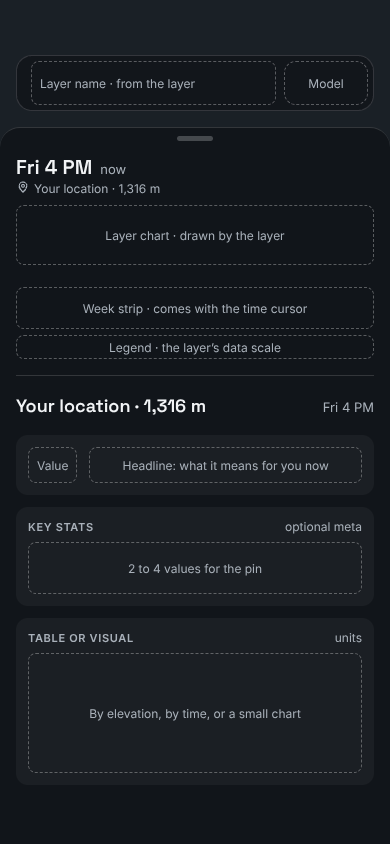 Layer name · from the layer
Model
Fri 4 PM now
Your location · 1,316 m
Layer chart · drawn by the layer
Week strip · comes with the time cursor
Legend · the layer’s data scale
Your location · 1,316 m
Fri 4 PM
Value
Headline: what it means for you now
KEY STATS
optional meta
2 to 4 values for the pin
TABLE OR VISUAL
units
By elevation, by time, or a small chart